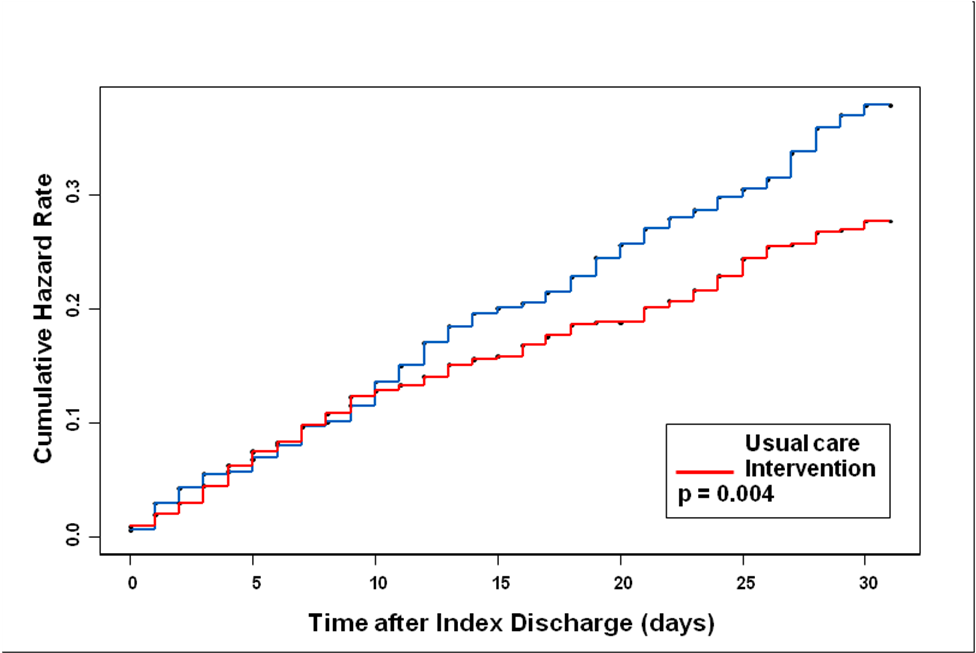 Cumulative Hazard Rate
0.3
0.2
0.1
0.0
Usual care
Intervention
p = 0.004
0 5 10 15 20 25 30
Time after Index Discharge (days)